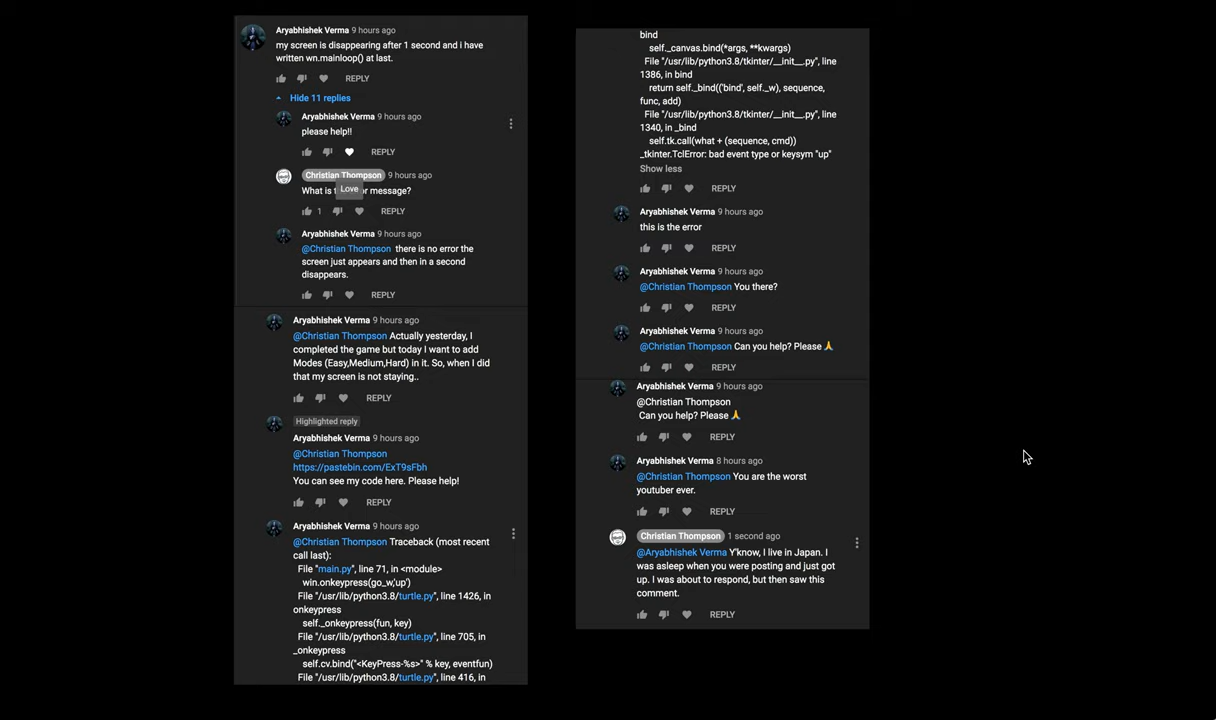 Aryabhishek Verma 9 hours ago
my screen is disappearing after 1 second and i have
written wn.mainloop() at last.
REPLY
Hide 11 replies
Aryabhishek Verma 9 hours ago
please help!!
REPLY
Christian Thompson 9 hours ago
Love
What is t or message?
1 REPLY
Aryabhishek Verma 9 hours ago
@Christian Thompson there is no error the
screen just appears and then in a second
disappears.
REPLY
Aryabhishek Verma 9 hours ago
@Christian Thompson Actually yesterday, I
completed the game but today I want to add
Modes (Easy,Medium,Hard) in it. So, when I did
that my screen is not staying..
REPLY
Highlighted reply
Aryabhishek Verma 9 hours ago
@Christian Thompson
https://pastebin.com/ExT9sFbh
You can see my code here. Please help!
REPLY
Aryabhishek Verma 9 hours ago
@Christian Thompson Traceback (most recent
call last):
File "main.py", line 71, in <module>
win.onkeypress(go_w,'up')
File "/usr/lib/python3.8/turtle.py", line 1426, in
onkeypress
self._onkeypress(fun, key)
File "/usr/lib/python3.8/turtle.py", line 705, in
_onkeypress
self.cv.bind("<KeyPress-%s>" % key, eventfun)
File "/usr/lib/python3.8/turtle.py", line 416, in
bind
self._canvas.bind(*args, **kwargs)
File "/usr/lib/python3.8/tkinter/__init__.py", line
1386, in bind
return self._bind(('bind', self._w), sequence,
func, add)
File "/usr/lib/python3.8/tkinter/__init__.py", line
1340, in _bind
self.tk.call(what + (sequence, cmd))
_tkinter.TclError: bad event type or keysym "up"
Show less
REPLY
Aryabhishek Verma 9 hours ago
this is the error
REPLY
Aryabhishek Verma 9 hours ago
@Christian Thompson You there?
REPLY
Aryabhishek Verma 9 hours ago
@Christian Thompson Can you help? Please 🙏
REPLY
Aryabhishek Verma 9 hours ago
@Christian Thompson
Can you help? Please 🙏
REPLY
Aryabhishek Verma 8 hours ago
@Christian Thompson You are the worst
youtuber ever.
REPLY
Christian Thompson 1 second ago
@Aryabhishek Verma Y'know, I live in Japan. I
was asleep when you were posting and just got
up. I was about to respond, but then saw this
comment.
REPLY